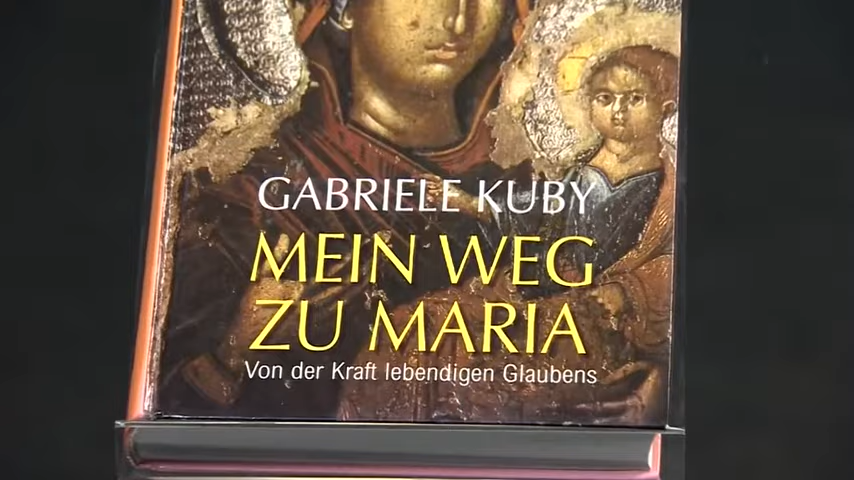 GABRIELE KUBY
MEIN WEG
ZU MARIA
Von der Kraft lebendigen Glaubens